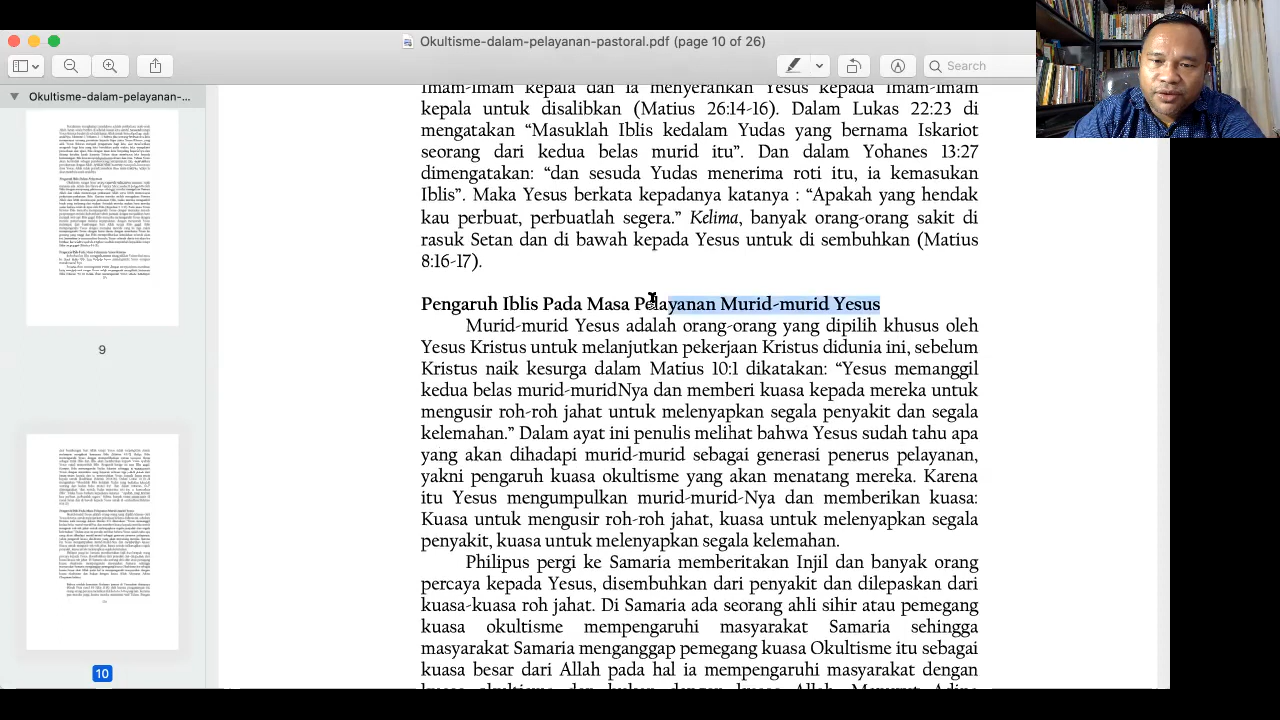 Okultisme-dalam-pelayanan-pastoral.pdf (page 10 of 26)
Search
Okultisme-dalam-pelayanan-...
9
10
Imam-imam kepala dan ia menyerahkan Yesus kepada Imam-imam
kepala untuk disalibkan (Matius 26:14-16). Dalam Lukas 22:23 di
mengatakan "Masuklah Iblis kedalam Yudas yang bernama Iskariot
seorang dari kedua belas murid itu". Dan dalam Yohanes 13:27
dimengatakan: "dan sesuda Yudas menerima roti itu, ia kemasukan
Iblis". Maka Yesus berkata kepadanya katanya: "apakah yang hendak
kau perbuat, perbuatlah segera." Kelima, banyak orang-orang sakit di
rasuk Setan dan di bawah kepada Yesus untuk disembuhkan (Matius
8:16-17).
Pengaruh Iblis Pada Masa Pelayanan Murid-murid Yesus
Murid-murid Yesus adalah orang-orang yang dipilih khusus oleh
Yesus Kristus untuk melanjutkan pekerjaan Kristus didunia ini, sebelum
Kristus naik kesurga dalam Matius 10:1 dikatakan: "Yesus memanggil
kedua belas murid-muridNya dan memberi kuasa kepada mereka untuk
mengusir roh-roh jahat untuk melenyapkan segala penyakit dan segala
kelemahan." Dalam ayat ini penulis melihat bahwa Yesus sudah tahu apa
yang akan dihadapi murid-murid sebagai generasi penerus pelayanan,
yakni pengaruh kuasa okultisme yang akan menantang mereka. Karena
itu Yesus mengumpulkan murid-murid-Nya dan memberikan kuasa:
Kuasa untuk mengusir roh-roh jahat, kuasa untuk melenyapkan segala
penyakit, kuasa untuk melenyapkan segala kelemahan.
Philipus pergi ke Samaria memberitakan Injil dan banyak orang
percaya kepada Yesus, disembuhkan dari penyakit dan dilepaskan dari
kuasa-kuasa roh jahat. Di Samaria ada seorang ahli sihir atau pemegang
kuasa okultisme mempengaruhi masyarakat Samaria sehingga
masyarakat Samaria menganggap pemegang kuasa Okultisme itu sebagai
kuasa besar dari Allah pada hal ia mempengaruhi masyarakat dengan
kuasa okultisme dan bukan dengan kuasa Allah. Menurut